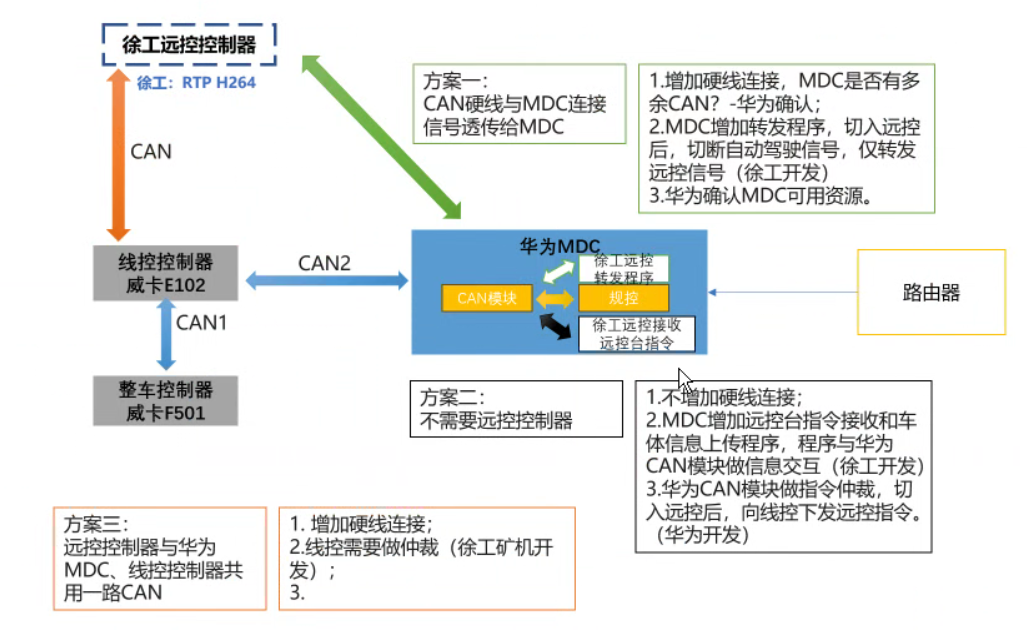 徐工远控控制器
徐工：RTP H264
CAN
方案一：
CAN硬线与MDC连接
信号透传给MDC
1.增加硬线连接，MDC是否有多
余CAN？-华为确认；
2.MDC增加转发程序，切入远控
后，切断自动驾驶信号，仅转发
远控信号（徐工开发）
3.华为确认MDC可用资源。
线控控制器
威卡E102
CAN2
华为MDC
徐工远控
转发程序
CAN模块
规控
徐工远控接收
远控台指令
路由器
CAN1
整车控制器
威卡F501
方案二：
不需要远控控制器
1.不增加硬线连接；
2.MDC增加远控台指令接收和车
体信息上传程序，程序与华为
CAN模块做信息交互（徐工开发）
3.华为CAN模块做指令仲裁，切
入远控后，向线控下发远控指令。
（华为开发）
方案三：
远控控制器与华为
MDC、线控控制器共
用一路CAN
1. 增加硬线连接；
2.线控需要做仲裁（徐工矿机开
发）；
3.